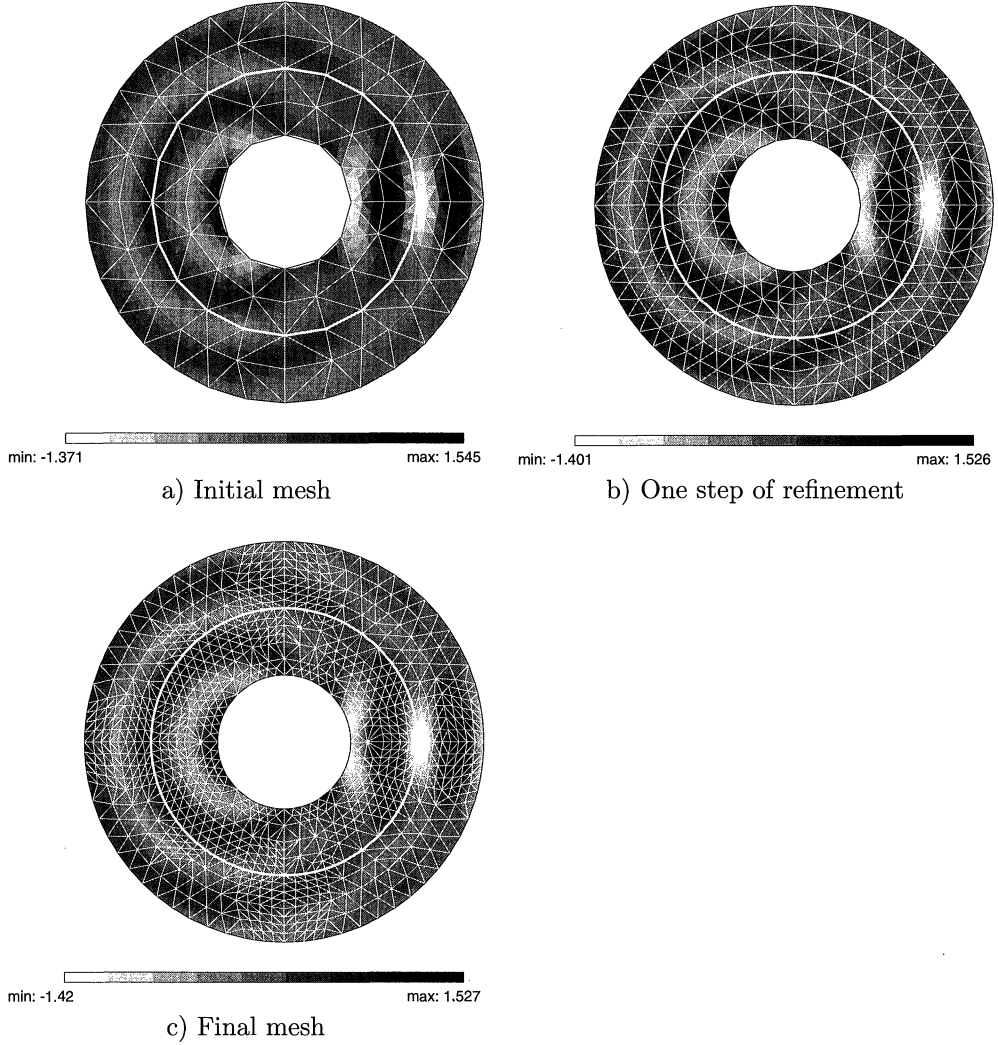 min: -1.371 max: 1.545
a) Initial mesh
min: -1.401 max: 1.526
b) One step of refinement
min: -1.42 max: 1.527
c) Final mesh